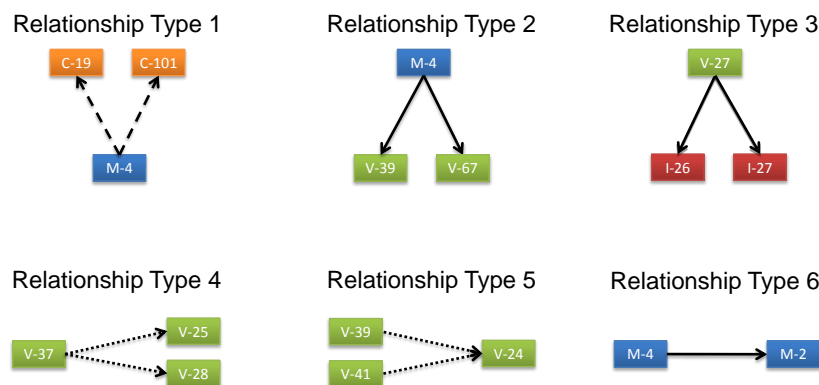 Relationship Type 1
Relationship Type 2
Relationship Type 3
C-19 C-101
M-4
V-27
M-4
V-39 V-67
I-26 I-27
Relationship Type 4
Relationship Type 5
Relationship Type 6
V-37
V-25
V-28
V-39
V-41
V-24
M-4 M-2